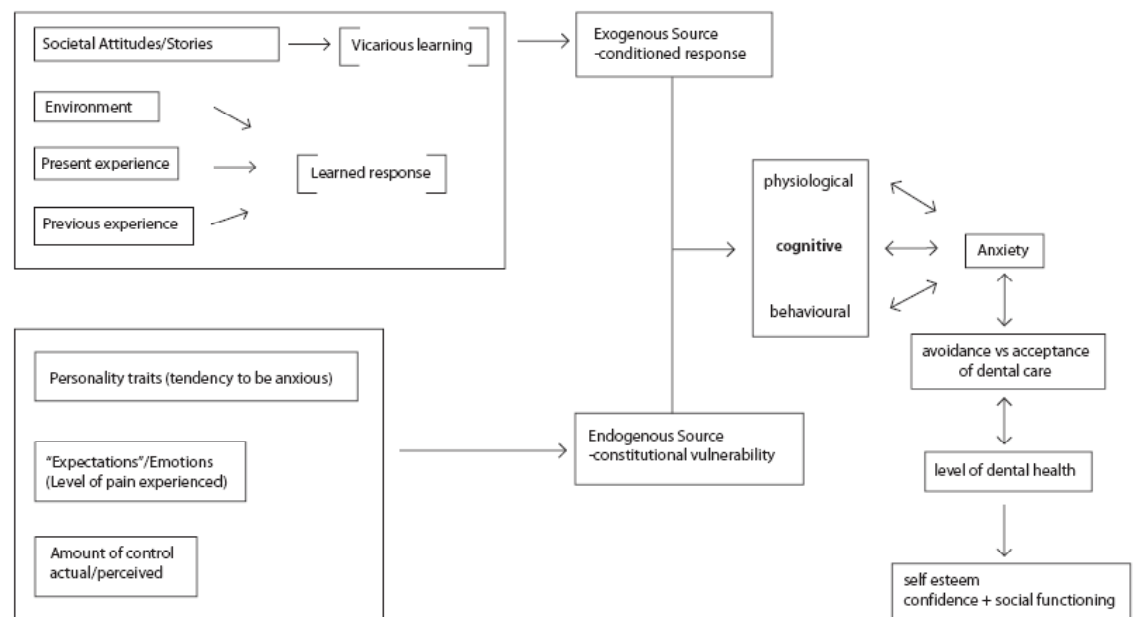 Societal Attitudes/Stories
Vicarious learning
Environment
Present experience
Learned response
Previous experience
Exogenous Source
-conditioned response
Personality traits (tendency to be anxious)
“Expectations”/Emotions
(Level of pain experienced)
Amount of control
actual/perceived
Endogenous Source
-constitutional vulnerability
physiological
cognitive
behavioural
Anxiety
avoidance vs acceptance
of dental care
level of dental health
self esteem
confidence + social functioning